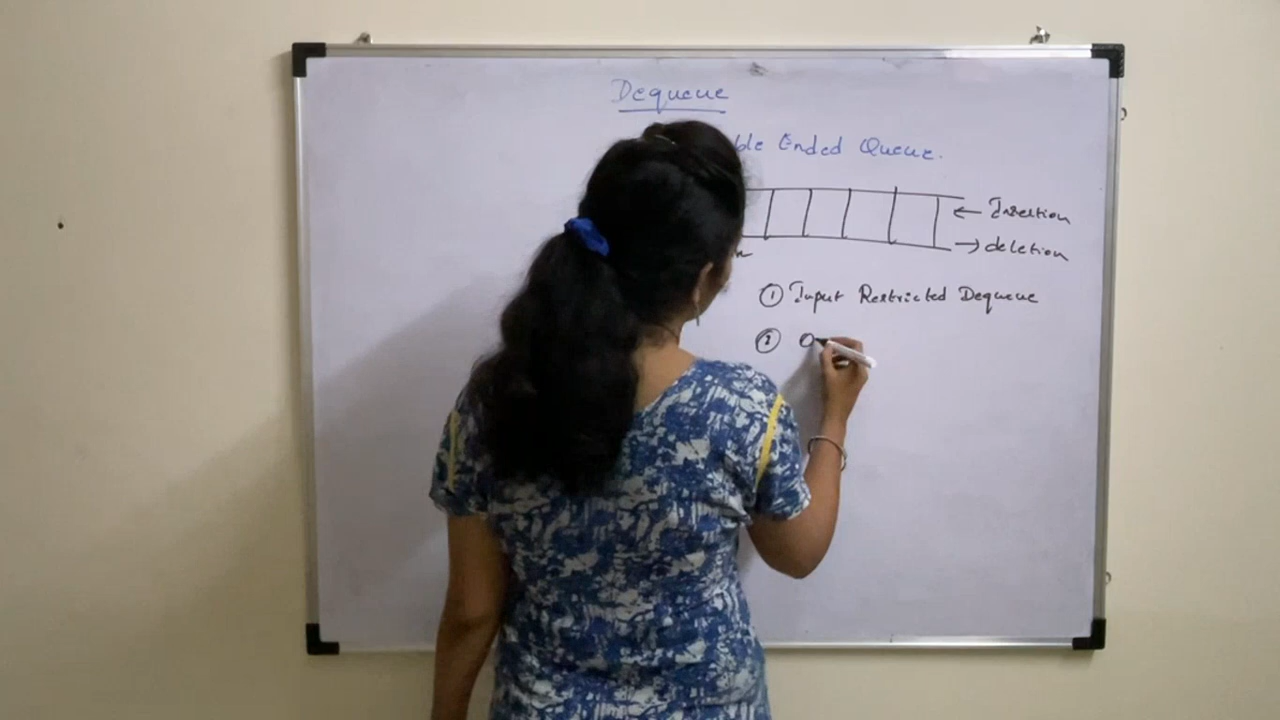 Dequeue
ble Ended Queue.
← Insertion
→ deletion
① Input Restricted Dequeue
② O